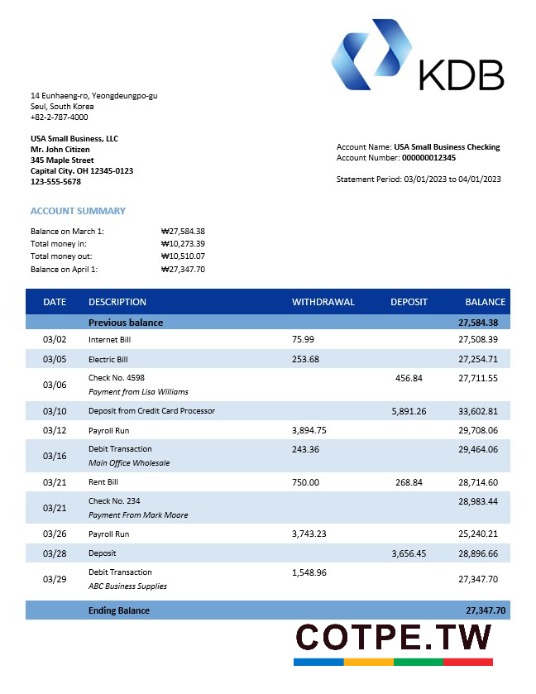 KDB
14 Eunhaeng-ro, Yeongdeungpo-gu
Seul, South Korea
+82-2-787-4000
USA Small Business, LLC
Mr. John Citizen
345 Maple Street
Capital City. OH 12345-0123
123-555-5678
Account Name: USA Small Business Checking
Account Number: 000000012345
Statement Period: 03/01/2023 to 04/01/2023
ACCOUNT SUMMARY
Balance on March 1: ₩27,584.38
Total money in: ₩10,273.39
Total money out: ₩10,510.07
Balance on April 1: ₩27,347.70
DATE DESCRIPTION WITHDRAWAL DEPOSIT BALANCE
Previous balance 27,584.38
03/02 Internet Bill 75.99 27,508.39
03/05 Electric Bill 253.68 27,254.71
03/06 Check No. 4598 456.84 27,711.55
Payment from Lisa Williams
03/10 Deposit from Credit Card Processor 5,891.26 33,602.81
03/12 Payroll Run 3,894.75 29,708.06
03/16 Debit Transaction 243.36 29,464.06
Main Office Wholesale
03/21 Rent Bill 750.00 268.84 28,714.60
03/21 Check No. 234 28,983.44
Payment From Mark Moore
03/26 Payroll Run 3,743.23 25,240.21
03/28 Deposit 3,656.45 28,896.66
03/29 Debit Transaction 1,548.96 27,347.70
ABC Business Supplies
Ending Balance 27,347.70
COTPE.TW